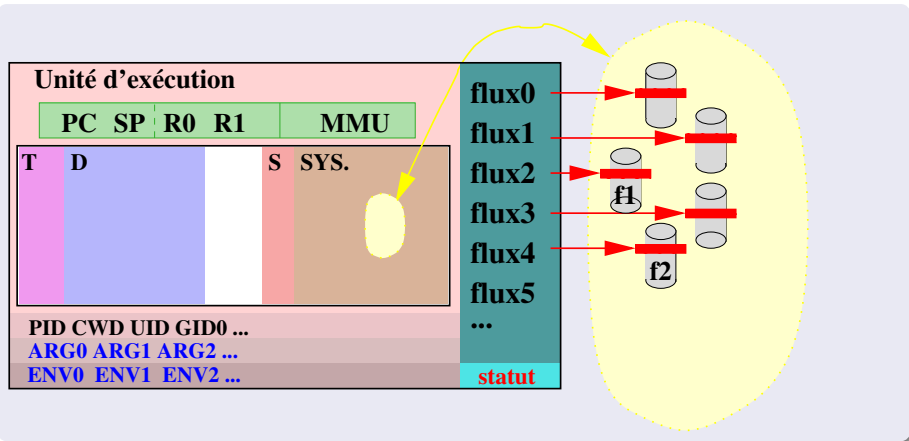 Unité d'exécution
PC SP R0 R1 MMU
T D S SYS.
PID CWD UID GID0 ...
ARG0 ARG1 ARG2 ...
ENV0 ENV1 ENV2 ...
flux0
flux1
flux2
flux3
flux4
flux5
...
statut
f1
f2